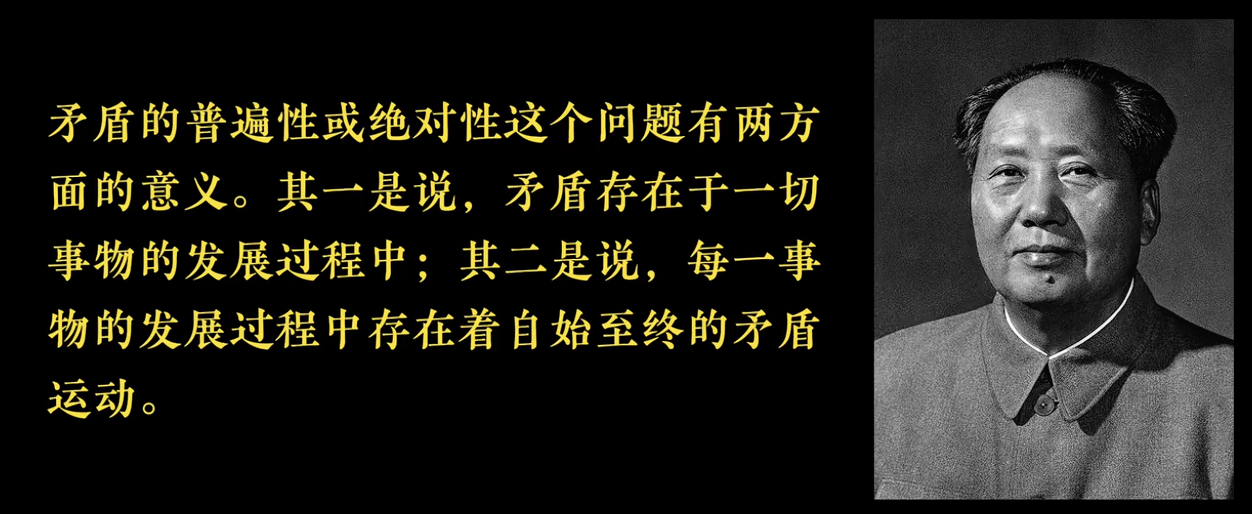 矛盾的普遍性或绝对性这个问题有两方
面的意义。其一是说，矛盾存在于一切
事物的发展过程中；其二是说，每一事
物的发展过程中存在着自始至终的矛盾
运动。